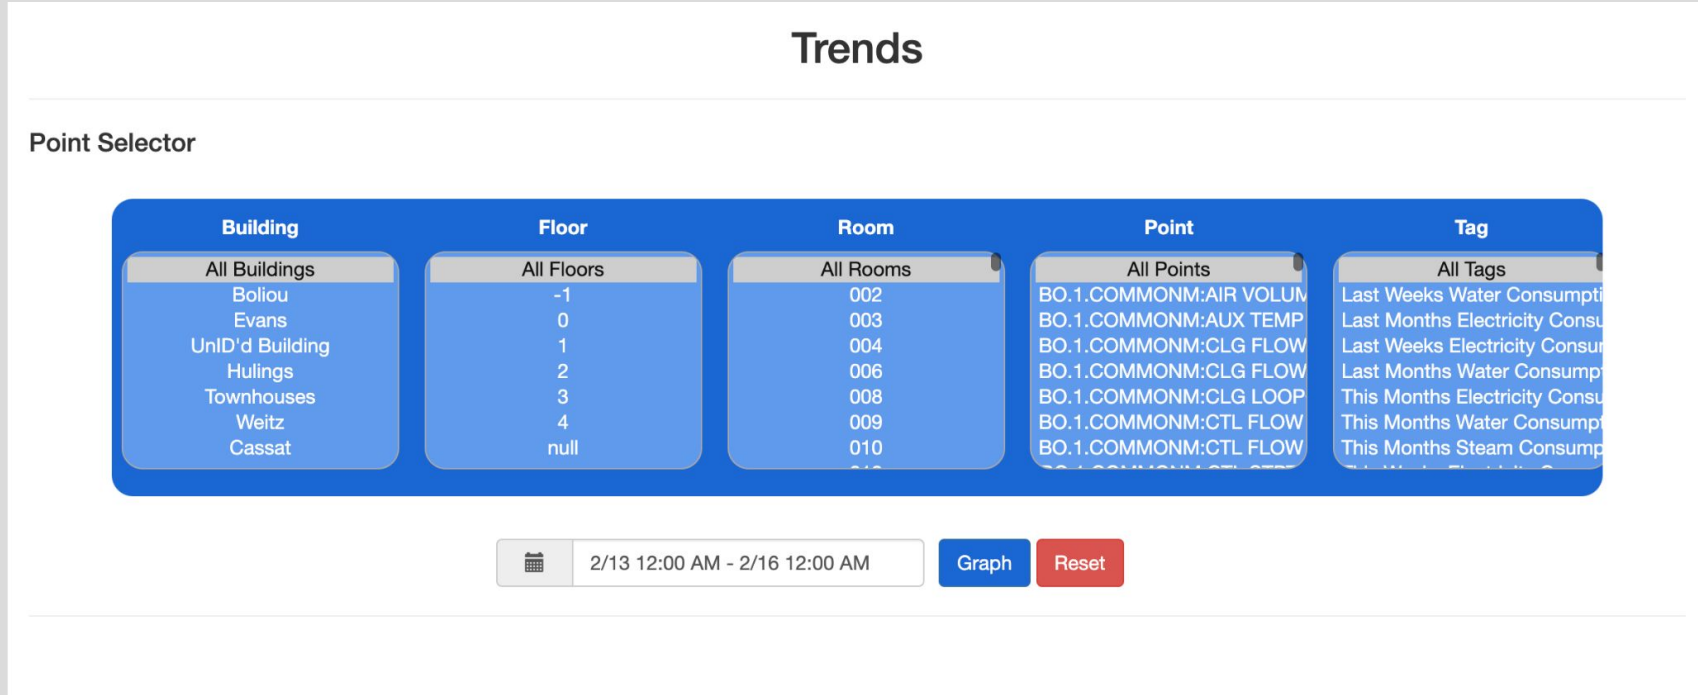 Trends
Point Selector
Building Floor Room Point Tag
All Buildings All Floors All Rooms All Points All Tags
Boliou -1 002 BO.1.COMMONM:AIR VOLUM Last Weeks Water Consumpti
Evans 0 003 BO.1.COMMONM:AUX TEMP Last Months Electricity Consu
UnID'd Building 1 004 BO.1.COMMONM:CLG FLOW Last Weeks Electricity Consur
Hulings 2 006 BO.1.COMMONM:CLG FLOW Last Months Water Consump
Townhouses 3 008 BO.1.COMMONM:CLG LOOP This Months Electricity Consu
Weitz 4 009 BO.1.COMMONM:CTL FLOW This Months Water Consump
Cassat null 010 BO.1.COMMONM:CTL FLOW This Months Steam Consump
2/13 12:00 AM - 2/16 12:00 AM Graph Reset